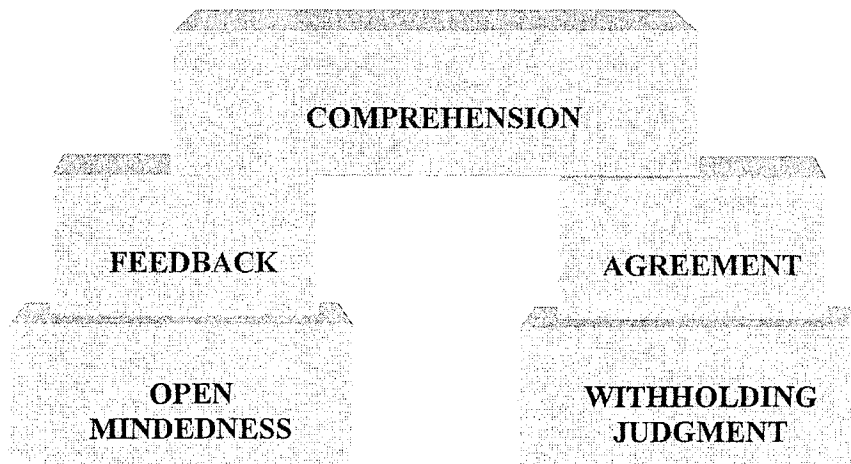 COMPREHENSION
FEEDBACK
AGREEMENT
OPEN
MINDEDNESS
WITHHOLDING
JUDGMENT